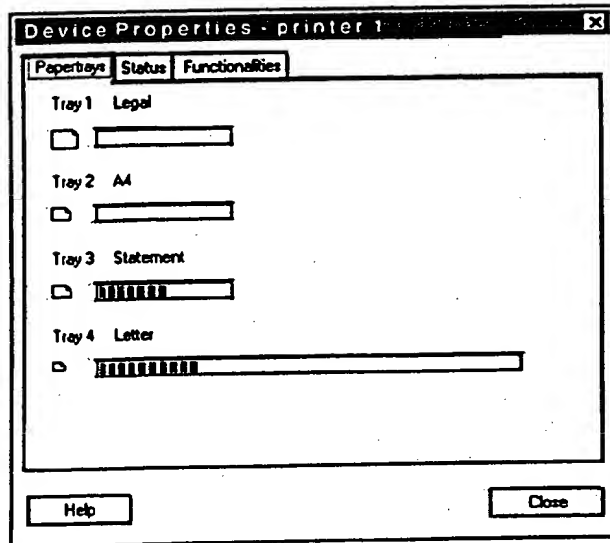 Device Properties - printer 1
Papertrays Status Functionalities
Tray 1 Legal
Tray 2 A4
Tray 3 Statement
Tray 4 Letter
Help Close